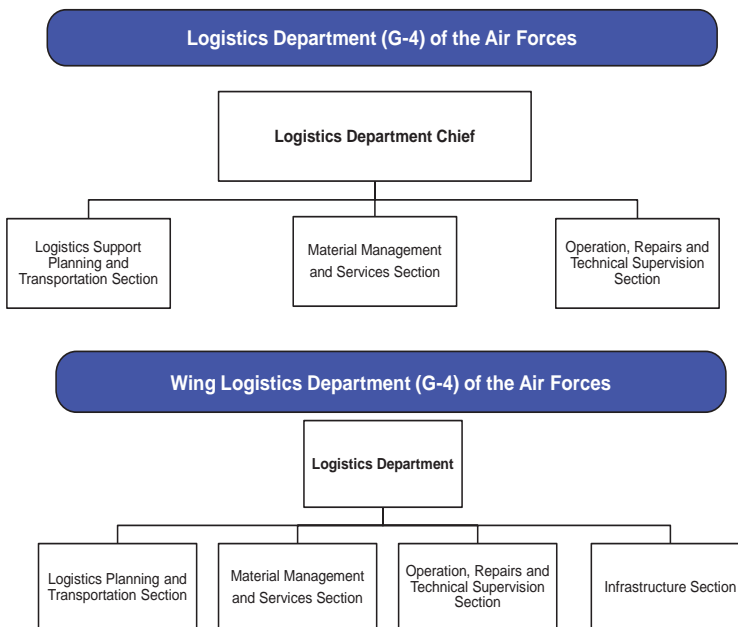 Logistics Department (G-4) of the Air Forces
Logistics Department Chief
Logistics Support
Planning and
Transportation Section
Material Management
and Services Section
Operation, Repairs and
Technical Supervision
Section
Wing Logistics Department (G-4) of the Air Forces
Logistics Department
Logistics Planning and
Transportation Section
Material Management
and Services Section
Operation, Repairs and
Technical Supervision
Section
Infrastructure Section